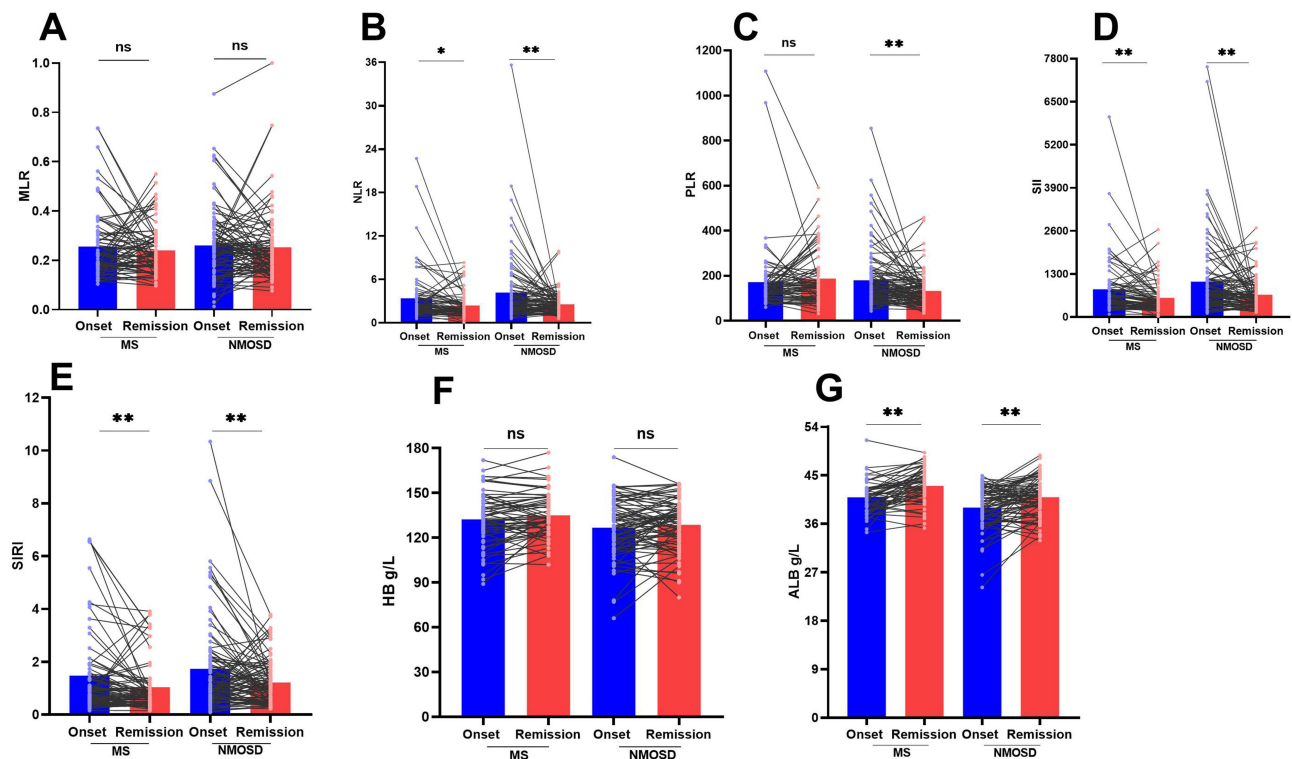 A
ns
ns
MLR
1.0
0.8
0.6
0.4
0.2
0.0
Onset Remission Onset Remission
MS NMOSD
B
* **
NLR
36
30
24
18
12
6
0
Onset Remission Onset Remission
MS NMOSD
C
ns **
PLR
1200
1000
800
600
400
200
0
Onset Remission Onset Remission
MS NMOSD
D
** **
SII
7800
6500
5200
3900
2600
1300
0
Onset Remission Onset Remission
MS NMOSD
E
** **
SIRI
12
10
8
6
4
2
0
Onset Remission Onset Remission
MS NMOSD
F
ns ns
HB g/L
180
150
120
90
60
30
0
Onset Remission Onset Remission
MS NMOSD
G
** **
ALB g/L
54
45
36
27
18
9
0
Onset Remission Onset Remission
MS NMOSD